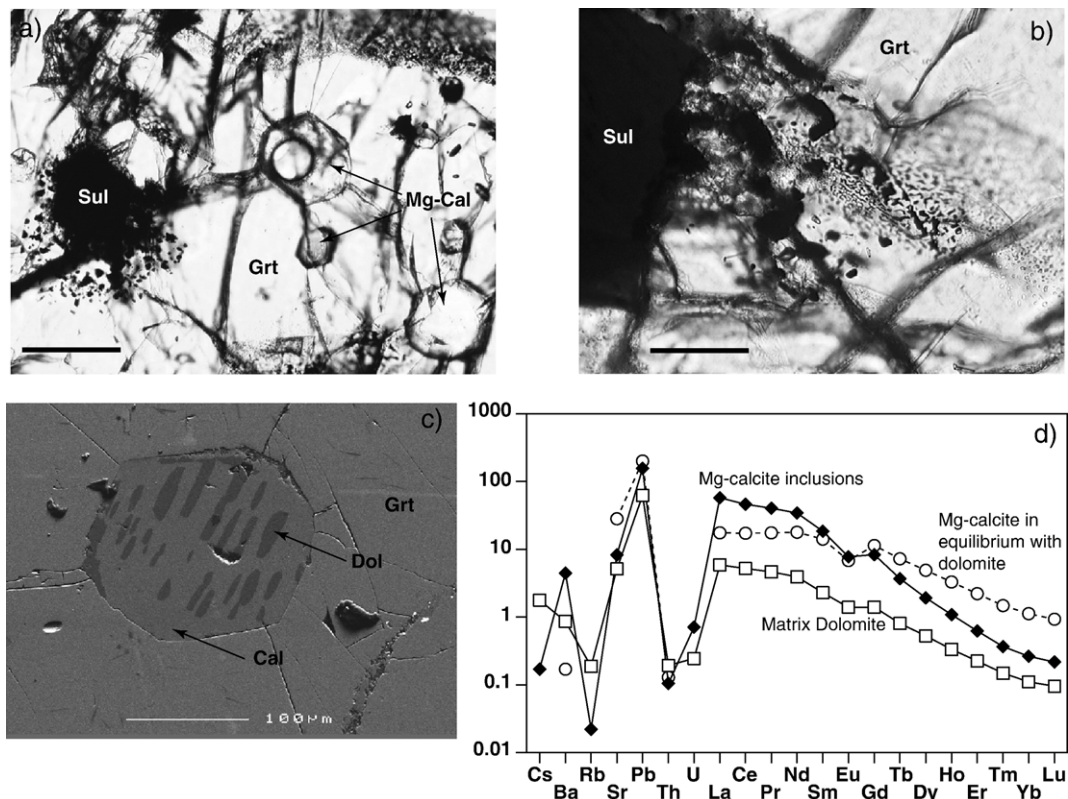 a)
Sul
Mg-Cal
Grt
b)
Grt
Sul
c)
Grt
Dol
Cal
100µm
d)
1000
100
10
1
0.1
0.01
Mg-calcite inclusions
Mg-calcite in
equilibrium with
dolomite
Matrix Dolomite
Cs Rb Pb U Ce Nd Eu Tb Ho Tm Lu
Ba Sr Th La Pr Sm Gd Dy Er Yb